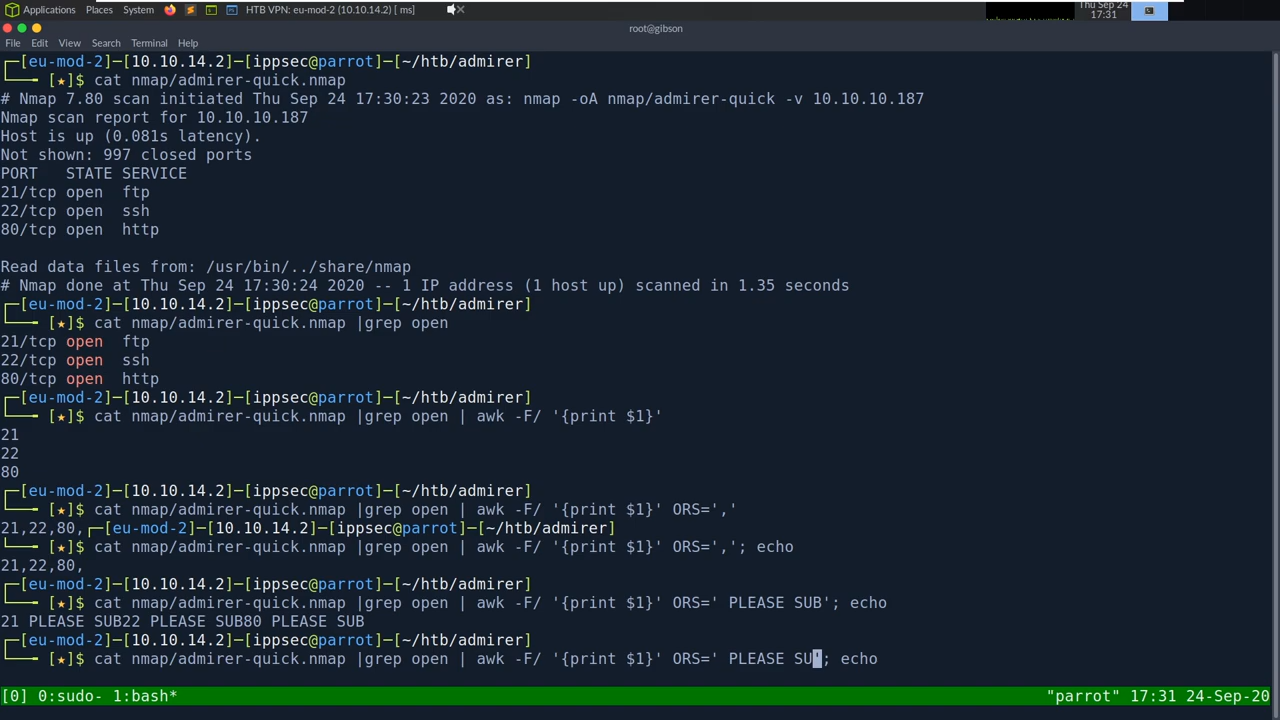 Applications Places System HTB VPN: eu-mod-2 (10.10.14.2) [ ms] Thu Sep 24
17:31
root@gibson
File Edit View Search Terminal Help
┌─[eu-mod-2]─[10.10.14.2]─[ippsec@parrot]─[~/htb/admirer]
└──╼ [★]$ cat nmap/admirer-quick.nmap
# Nmap 7.80 scan initiated Thu Sep 24 17:30:23 2020 as: nmap -oA nmap/admirer-quick -v 10.10.10.187
Nmap scan report for 10.10.10.187
Host is up (0.081s latency).
Not shown: 997 closed ports
PORT   STATE SERVICE
21/tcp open  ftp
22/tcp open  ssh
80/tcp open  http
Read data files from: /usr/bin/../share/nmap
# Nmap done at Thu Sep 24 17:30:24 2020 -- 1 IP address (1 host up) scanned in 1.35 seconds
┌─[eu-mod-2]─[10.10.14.2]─[ippsec@parrot]─[~/htb/admirer]
└──╼ [★]$ cat nmap/admirer-quick.nmap |grep open
21/tcp open  ftp
22/tcp open  ssh
80/tcp open  http
┌─[eu-mod-2]─[10.10.14.2]─[ippsec@parrot]─[~/htb/admirer]
└──╼ [★]$ cat nmap/admirer-quick.nmap |grep open | awk -F/ '{print $1}'
21
22
80
┌─[eu-mod-2]─[10.10.14.2]─[ippsec@parrot]─[~/htb/admirer]
└──╼ [★]$ cat nmap/admirer-quick.nmap |grep open | awk -F/ '{print $1}' ORS=','
21,22,80,┌─[eu-mod-2]─[10.10.14.2]─[ippsec@parrot]─[~/htb/admirer]
└──╼ [★]$ cat nmap/admirer-quick.nmap |grep open | awk -F/ '{print $1}' ORS=','; echo
21,22,80,
┌─[eu-mod-2]─[10.10.14.2]─[ippsec@parrot]─[~/htb/admirer]
└──╼ [★]$ cat nmap/admirer-quick.nmap |grep open | awk -F/ '{print $1}' ORS=' PLEASE SUB'; echo
21 PLEASE SUB22 PLEASE SUB80 PLEASE SUB
┌─[eu-mod-2]─[10.10.14.2]─[ippsec@parrot]─[~/htb/admirer]
└──╼ [★]$ cat nmap/admirer-quick.nmap |grep open | awk -F/ '{print $1}' ORS=' PLEASE SU'; echo
[0] 0:sudo- 1:bash* "parrot" 17:31 24-Sep-20